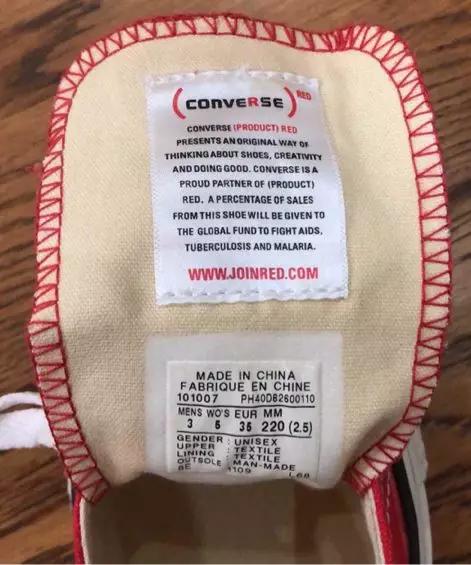 (CONVERSE) RED
CONVERSE (PRODUCT) RED
PRESENTS AN ORIGINAL WAY OF
THINKING ABOUT SHOES, CREATIVITY
AND DOING GOOD. CONVERSE IS A
PROUD PARTNER OF (PRODUCT)
RED. A PERCENTAGE OF SALES
FROM THIS SHOE WILL BE GIVEN TO
THE GLOBAL FUND TO FIGHT AIDS,
TUBERCULOSIS AND MALARIA.
WWW.JOINRED.COM
MADE IN CHINA
FABRIQUE EN CHINE
101007 PH40D82600110
MENS WO'S EUR MM
3 5 35 220 (2.5)
GENDER : UNISEX
UPPER : TEXTILE
LINING : TEXTILE
OUTSOLE : MAN-MADE
1109 L68